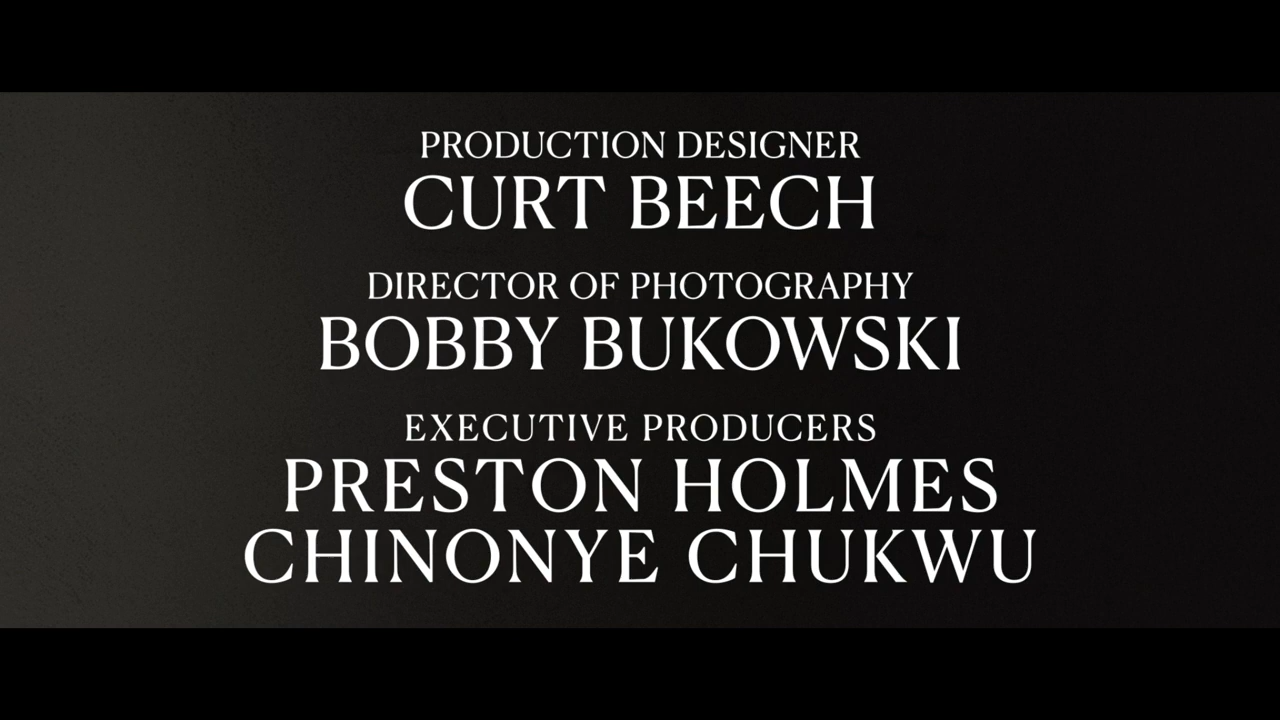 PRODUCTION DESIGNER
CURT BEECH
DIRECTOR OF PHOTOGRAPHY
BOBBY BUKOWSKI
EXECUTIVE PRODUCERS
PRESTON HOLMES
CHINONYE CHUKWU